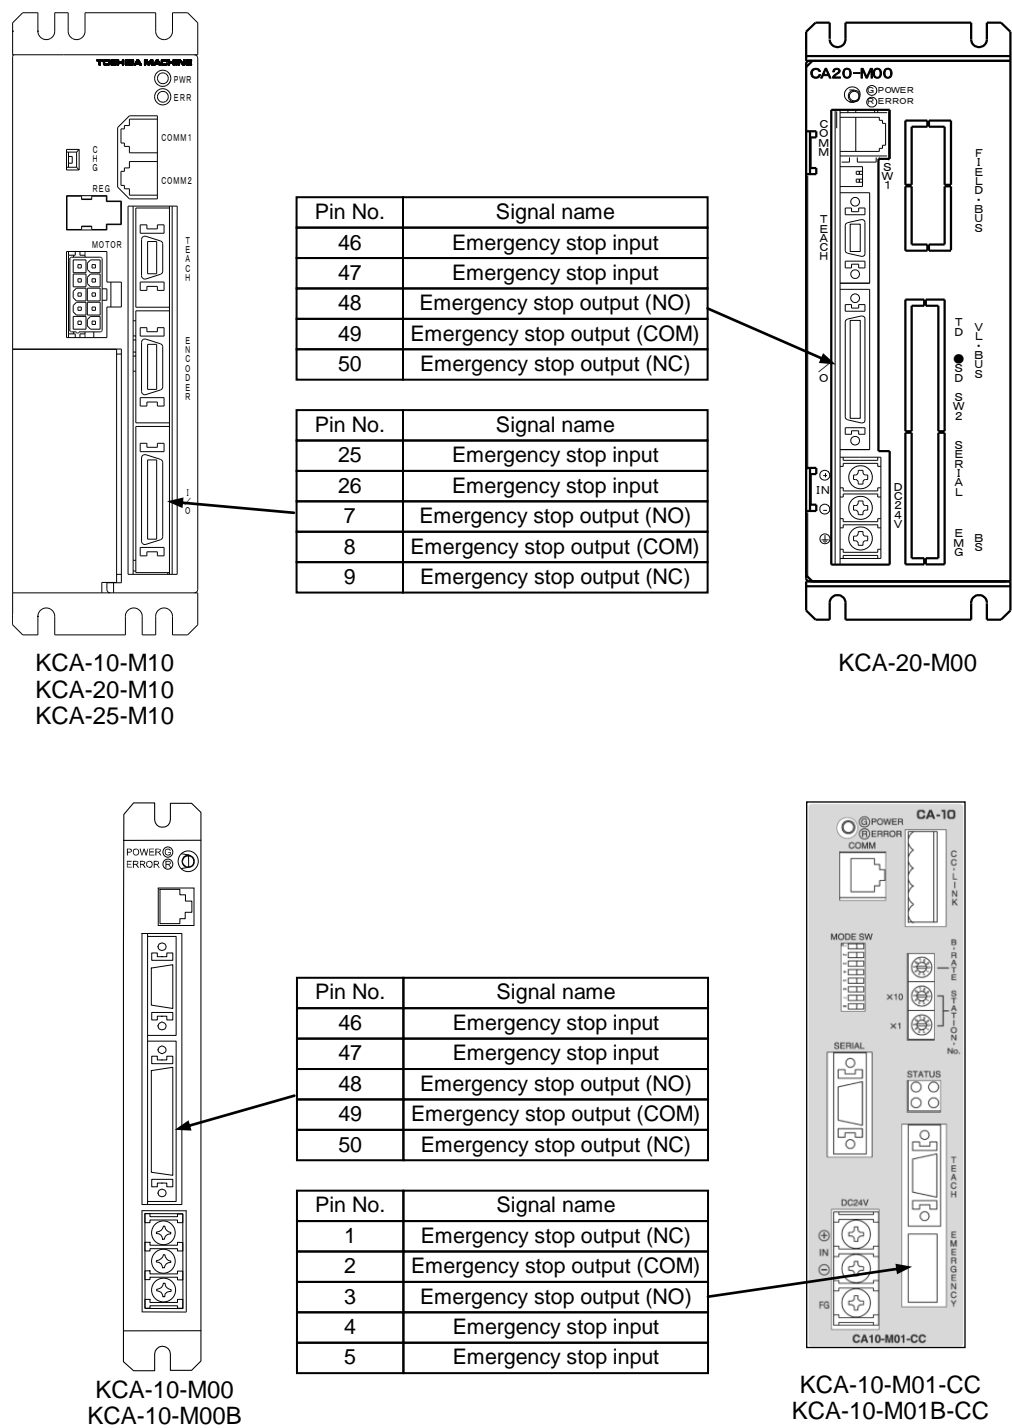 TOSHIBA MACHINE
PWR
ERR
COMM1
CHG
COMM2
REG
MOTOR
TEACH
ENCODER
I/O
KCA-10-M10
KCA-20-M10
KCA-25-M10
Pin No. Signal name
46 Emergency stop input
47 Emergency stop input
48 Emergency stop output (NO)
49 Emergency stop output (COM)
50 Emergency stop output (NC)
Pin No. Signal name
25 Emergency stop input
26 Emergency stop input
7 Emergency stop output (NO)
8 Emergency stop output (COM)
9 Emergency stop output (NC)
CA20-M00
Ⓖ POWER
Ⓡ ERROR
COMM
SW1
FIELD·BUS
TEACH
/O
TD
VL·BUS
SD
SW2
SERIAL
⊕
IN
⊖
DC24V
EMG
BS
KCA-20-M00
POWER Ⓖ
ERROR Ⓡ
KCA-10-M00
KCA-10-M00B
Pin No. Signal name
46 Emergency stop input
47 Emergency stop input
48 Emergency stop output (NO)
49 Emergency stop output (COM)
50 Emergency stop output (NC)
Pin No. Signal name
1 Emergency stop output (NC)
2 Emergency stop output (COM)
3 Emergency stop output (NO)
4 Emergency stop input
5 Emergency stop input
CA-10
Ⓖ POWER
Ⓡ ERROR
COMM
CC-LINK
MODE SW
B-RATE
×10
×1
STATION-No.
SERIAL
STATUS
TEACH
DC24V
⊕
IN
⊖
FG
EMERGENCY
CA10-M01-CC
KCA-10-M01-CC
KCA-10-M01B-CC